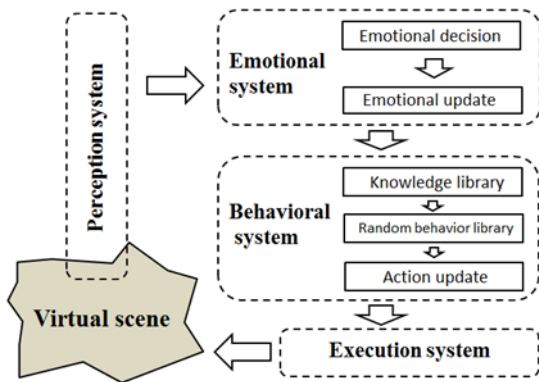 Perception system
Emotional
system
Emotional decision
Emotional update
Behavioral
system
Knowledge library
Random behavior library
Action update
Virtual scene
Execution system